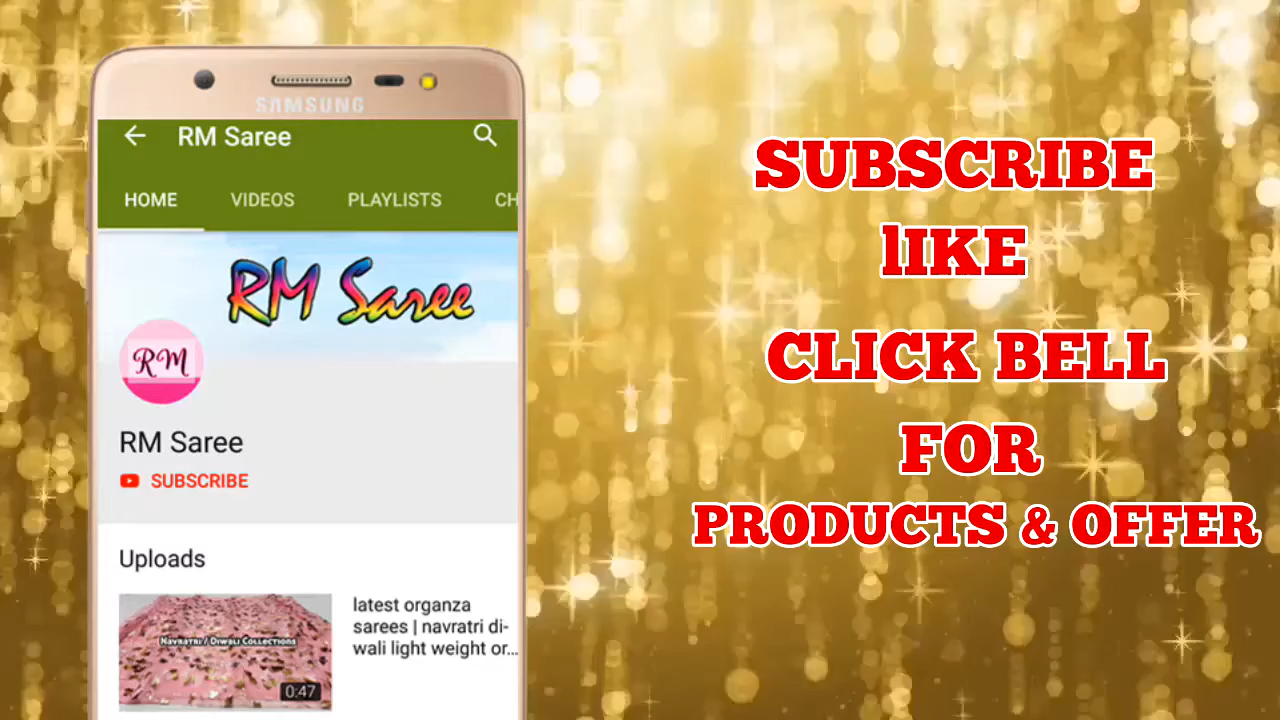 SAMSUNG
RM Saree
HOME VIDEOS PLAYLISTS CH
RM Saree
RM
RM Saree
SUBSCRIBE
Uploads
NAVRATRI / DIWALI COLLECTIONS
0:47
latest organza
sarees | navratri di-
wali light weight or...
SUBSCRIBE
lIKE
CLICK BELL
FOR
PRODUCTS & OFFER